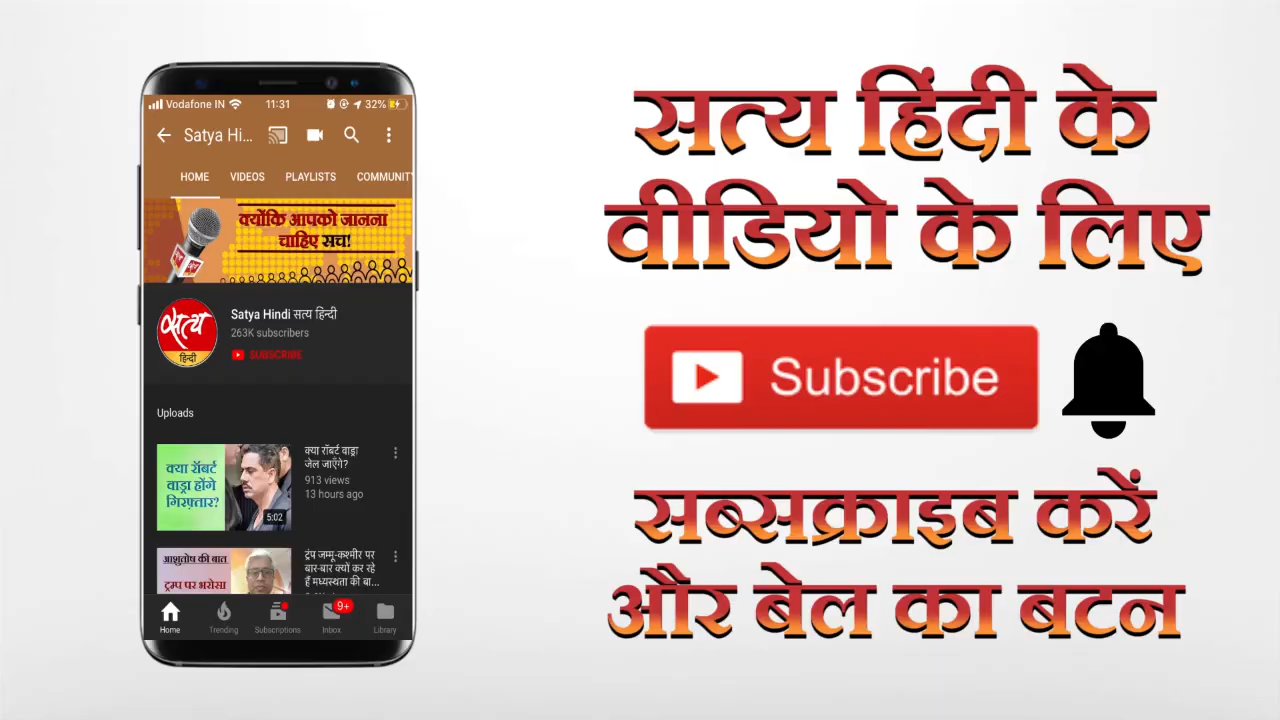 Vodafone IN
11:31
32%
Satya Hi...
HOME VIDEOS PLAYLISTS COMMUNITY
क्योंकि आपको जानना
चाहिए सच!
सत्य
हिन्दी
Satya Hindi सत्य हिन्दी
263K subscribers
SUBSCRIBE
Uploads
क्या रॉबर्ट
वाड्रा होंगे
गिरफ़्तार?
5:02
क्या रॉबर्ट वाड्रा
जेल जाएँगे?
913 views
13 hours ago
आशुतोष की बात
ट्रम्प पर भरोसा
ट्रंप जम्मू-कश्मीर पर
बार-बार क्यों कर रहे
हैं मध्यस्थता की बा...
9+
Home Trending Subscriptions Inbox Library
सत्य हिंदी के
वीडियो के लिए
Subscribe
सब्सक्राइब करें
और बेल का बटन